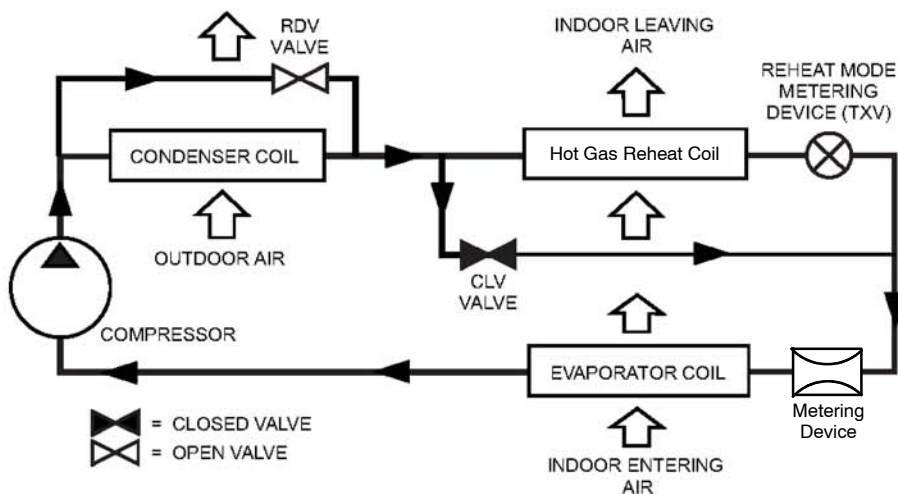 RDV
VALVE
INDOOR LEAVING
AIR
REHEAT MODE
METERING
DEVICE (TXV)
CONDENSER COIL
Hot Gas Reheat Coil
OUTDOOR AIR
CLV
VALVE
COMPRESSOR
EVAPORATOR COIL
Metering
Device
= CLOSED VALVE
= OPEN VALVE
INDOOR ENTERING
AIR